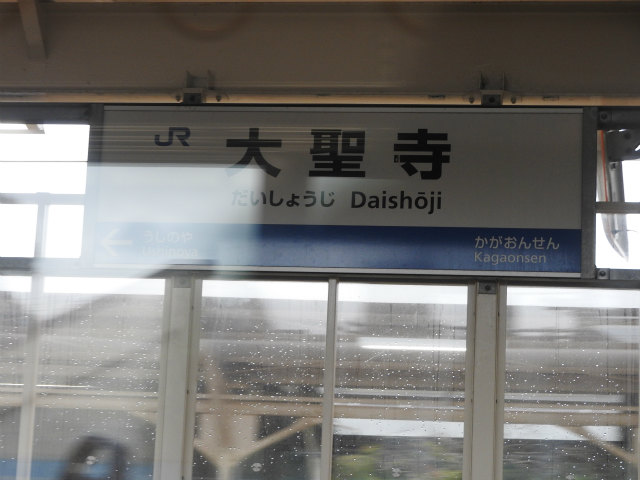 JR 大聖寺
だいしょうじ Daishōji
← うしのや かがおんせん
Ushinoya Kagaonsen